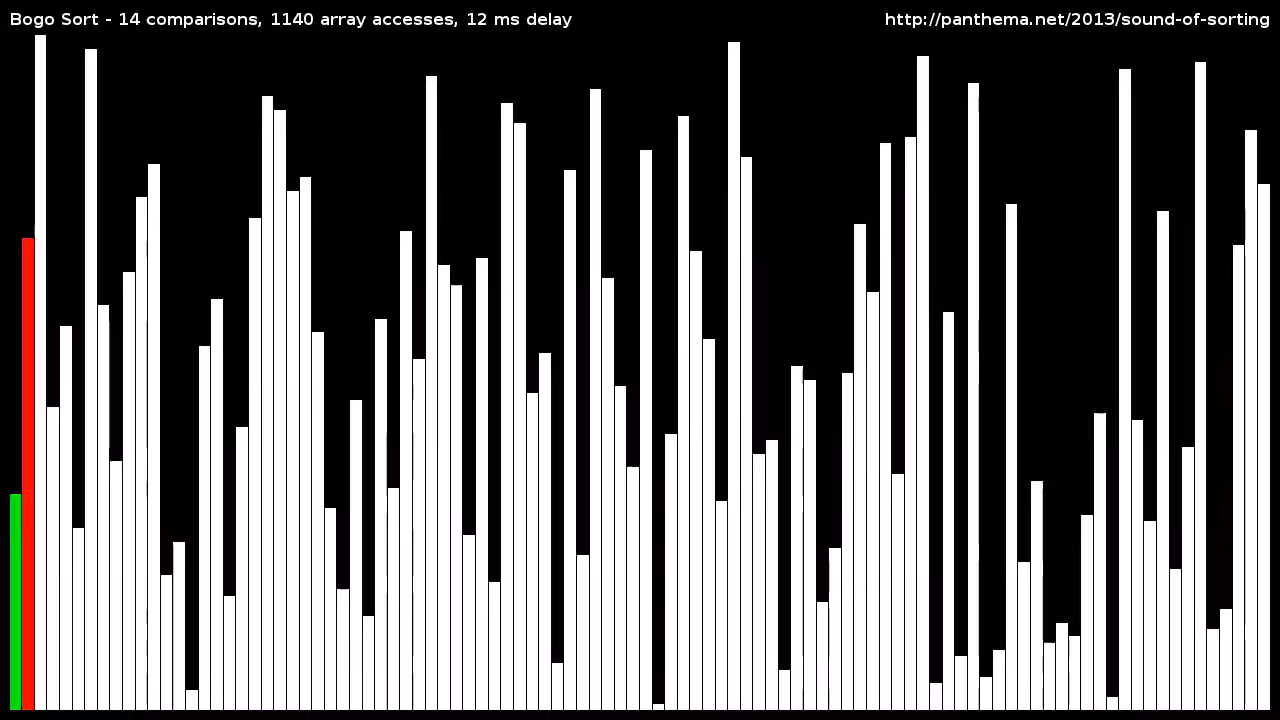 Bogo Sort - 14 comparisons, 1140 array accesses, 12 ms delay
http://panthema.net/2013/sound-of-sorting